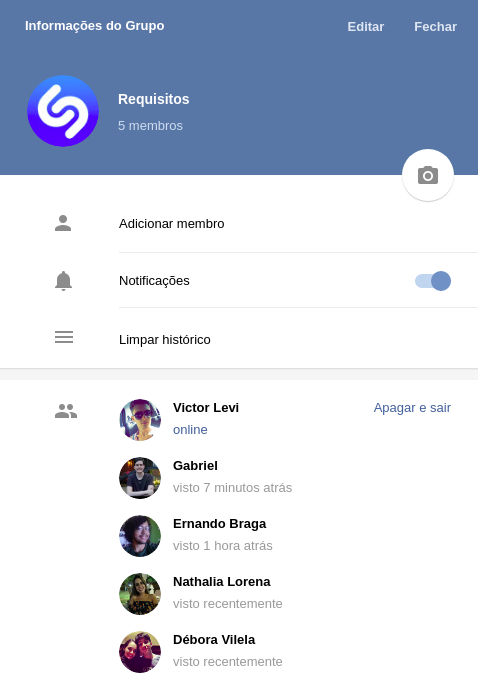 Informações do Grupo Editar Fechar
Requisitos
5 membros
Adicionar membro
Notificações
Limpar histórico
Victor Levi Apagar e sair
online
Gabriel
visto 7 minutos atrás
Ernando Braga
visto 1 hora atrás
Nathalia Lorena
visto recentemente
Débora Vilela
visto recentemente